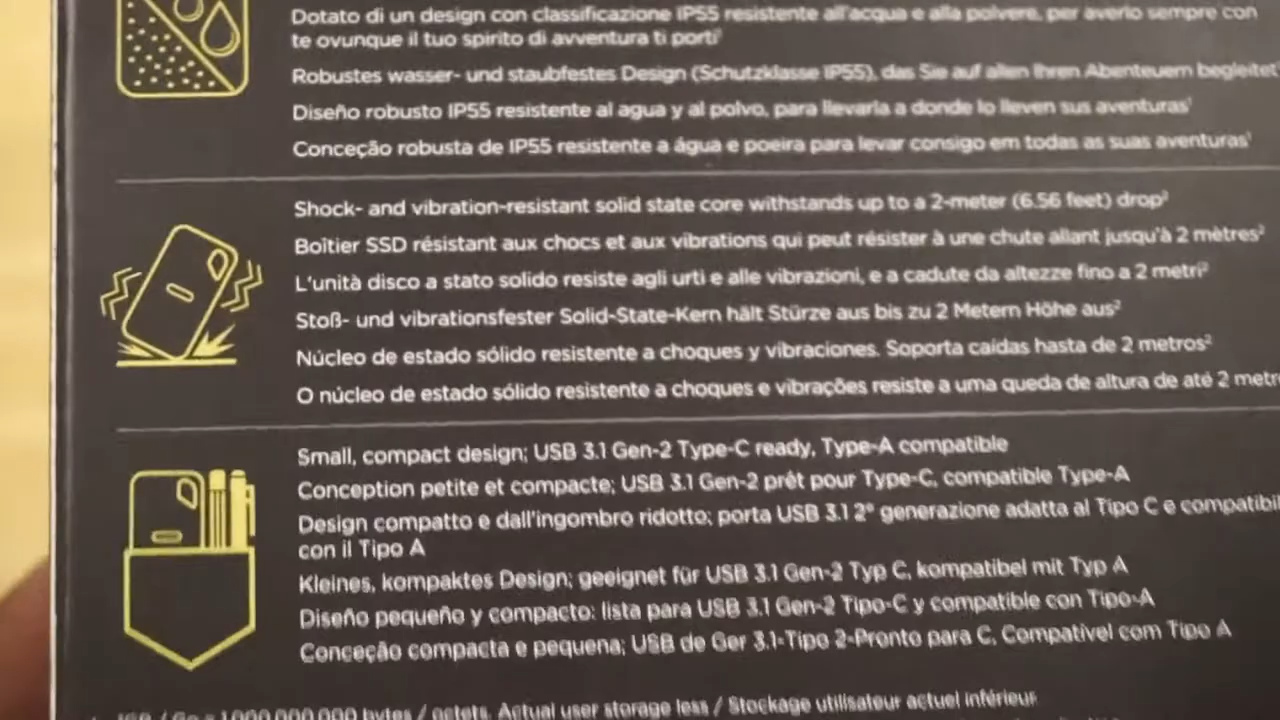 Dotato di un design con classificazione IP55 resistente all'acqua e alla polvere, per averlo sempre con
te ovunque il tuo spirito di avventura ti porti¹
Robustes wasser- und staubfestes Design (Schutzklasse IP55), das Sie auf allen Ihren Abenteuern begleitet¹
Diseño robusto IP55 resistente al agua y al polvo, para llevarla a donde lo lleven sus aventuras¹
Conceção robusta de IP55 resistente a água e poeira para levar consigo em todas as suas aventuras¹
Shock- and vibration-resistant solid state core withstands up to a 2-meter (6.56 feet) drop²
Boîtier SSD résistant aux chocs et aux vibrations qui peut résister à une chute allant jusqu'à 2 mètres²
L'unità disco a stato solido resiste agli urti e alle vibrazioni, e a cadute da altezze fino a 2 metri²
Stoß- und vibrationsfester Solid-State-Kern hält Stürze aus bis zu 2 Metern Höhe aus²
Núcleo de estado sólido resistente a choques y vibraciones. Soporta caídas hasta de 2 metros²
O núcleo de estado sólido resistente a choques e vibrações resiste a uma queda de altura de até 2 metr
Small, compact design; USB 3.1 Gen-2 Type-C ready, Type-A compatible
Conception petite et compacte; USB 3.1 Gen-2 prêt pour Type-C, compatible Type-A
Design compatto e dall'ingombro ridotto; porta USB 3.1 2° generazione adatta al Tipo C e compatibil
con il Tipo A
Kleines, kompaktes Design; geeignet für USB 3.1 Gen-2 Typ C, kompatibel mit Typ A
Diseño pequeño y compacto: lista para USB 3.1 Gen-2 Tipo-C y compatible con Tipo-A
Conceção compacta e pequena; USB de Ger 3.1-Tipo 2-Pronto para C, Compatível com Tipo A
1GB / Go = 1 000 000 000 bytes / octets. Actual user storage less / Stockage utilisateur actuel inférieur.